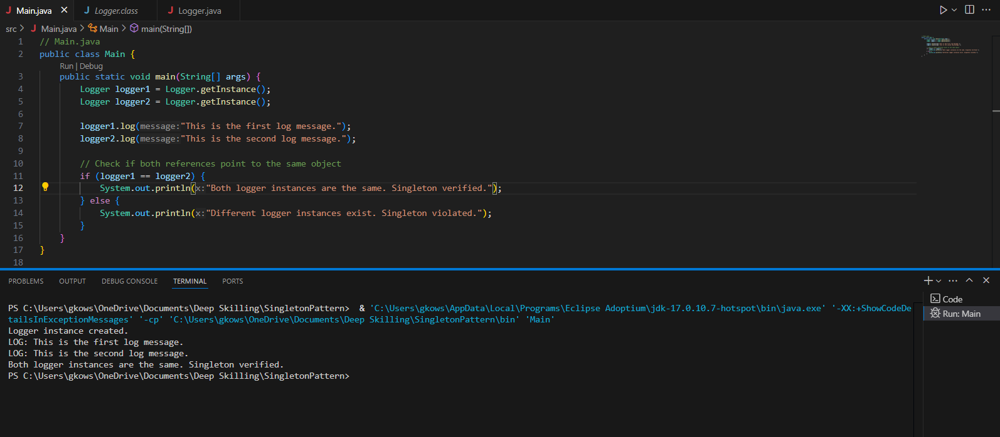 Main.java Logger.class Logger.java
src Main.java Main main(String[])
1 // Main.java
2 public class Main {
Run | Debug
3 public static void main(String[] args) {
4 Logger logger1 = Logger.getInstance();
5 Logger logger2 = Logger.getInstance();
6
7 logger1.log(message:"This is the first log message.");
8 logger2.log(message:"This is the second log message.");
9
10 // Check if both references point to the same object
11 if (logger1 == logger2) {
12 System.out.println(x:"Both logger instances are the same. Singleton verified.");
13 } else {
14 System.out.println(x:"Different logger instances exist. Singleton violated.");
15 }
16 }
17 }
18
PROBLEMS OUTPUT DEBUG CONSOLE TERMINAL PORTS
PS C:\Users\gkows\OneDrive\Documents\Deep Skilling\SingletonPattern> & 'C:\Users\gkows\AppData\Local\Programs\Eclipse Adoptium\jdk-17.0.10.7-hotspot\bin\java.exe' '-XX:+ShowCodeDe
tailsInExceptionMessages' '-cp' 'C:\Users\gkows\OneDrive\Documents\Deep Skilling\SingletonPattern\bin' 'Main'
Logger instance created.
LOG: This is the first log message.
LOG: This is the second log message.
Both logger instances are the same. Singleton verified.
PS C:\Users\gkows\OneDrive\Documents\Deep Skilling\SingletonPattern>
Code
Run: Main